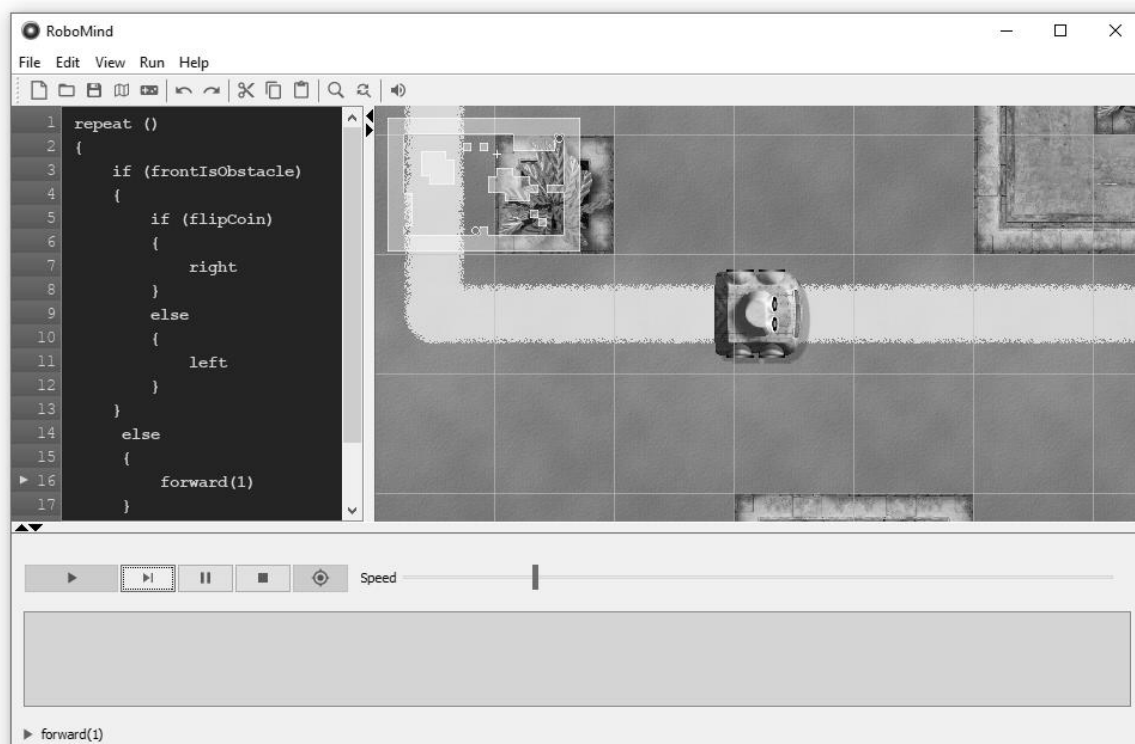 RoboMind
File Edit View Run Help
1 repeat ()
2 {
3 if (frontIsObstacle)
4 {
5 if (flipCoin)
6 {
7 right
8 }
9 else
10 {
11 left
12 }
13 }
14 else
15 {
16 forward(1)
17 }
Speed
forward(1)